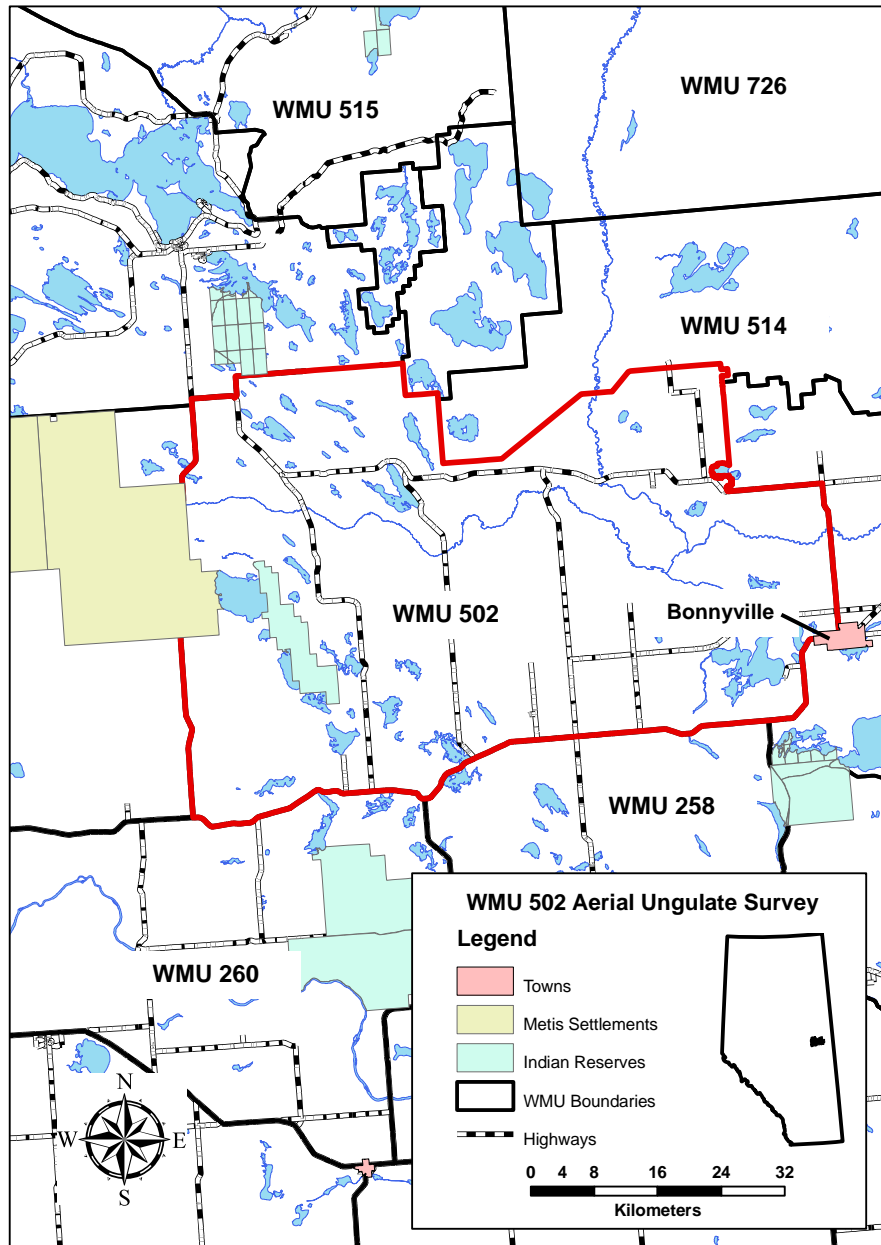 WMU 726
WMU 515
WMU 514
WMU 502
Bonnyville
WMU 258
WMU 260
WMU 502 Aerial Ungulate Survey
Legend
Towns
Metis Settlements
Indian Reserves
WMU Boundaries
Highways
0 4 8 16 24 32
Kilometers
N
W E
S